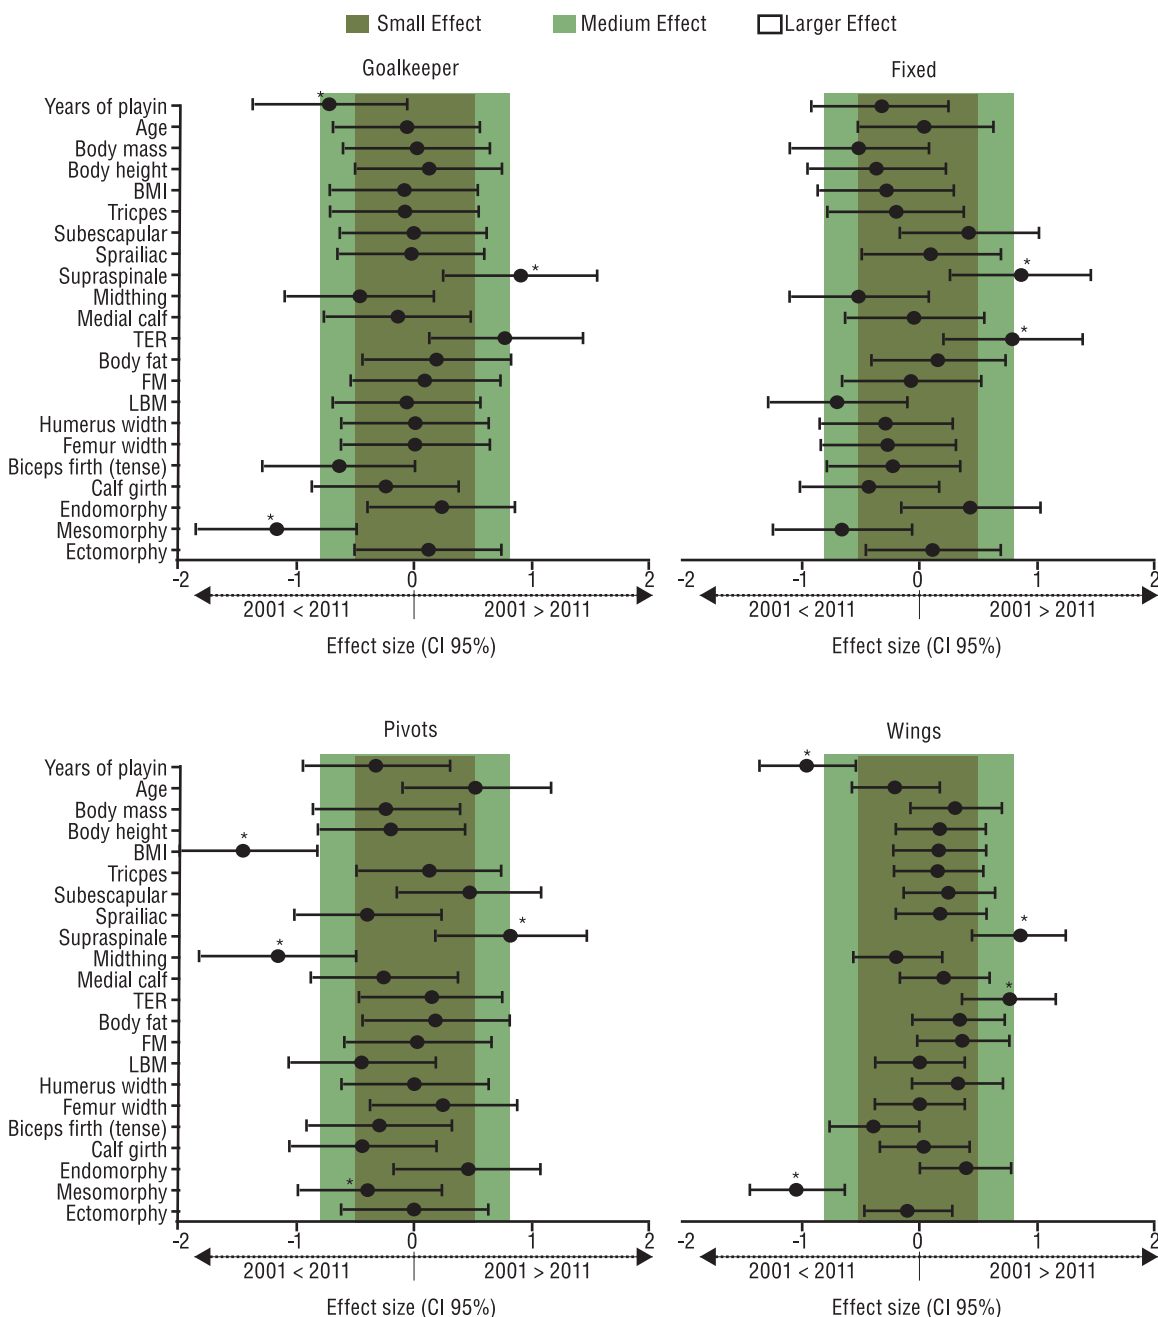 Small Effect Medium Effect Larger Effect
Goalkeeper Fixed
Years of playin *
Age
Body mass
Body height
BMI
Tricpes
Subescapular
Sprailiac
Supraspinale * *
Midthing
Medial calf
TER *
Body fat
FM
LBM
Humerus width
Femur width
Biceps firth (tense)
Calf girth
Endomorphy
Mesomorphy *
Ectomorphy
-2 -1 0 1 2 -2 -1 0 1 2
2001 < 2011 2001 > 2011 2001 < 2011 2001 > 2011
Effect size (CI 95%) Effect size (CI 95%)
Pivots Wings
Years of playin *
Age
Body mass
Body height
BMI *
Tricpes
Subescapular
Sprailiac
Supraspinale * *
Midthing *
Medial calf
TER *
Body fat
FM
LBM
Humerus width
Femur width
Biceps firth (tense)
Calf girth
Endomorphy
Mesomorphy * *
Ectomorphy
-2 -1 0 1 2 -2 -1 0 1 2
2001 < 2011 2001 > 2011 2001 < 2011 2001 > 2011
Effect size (CI 95%) Effect size (CI 95%)